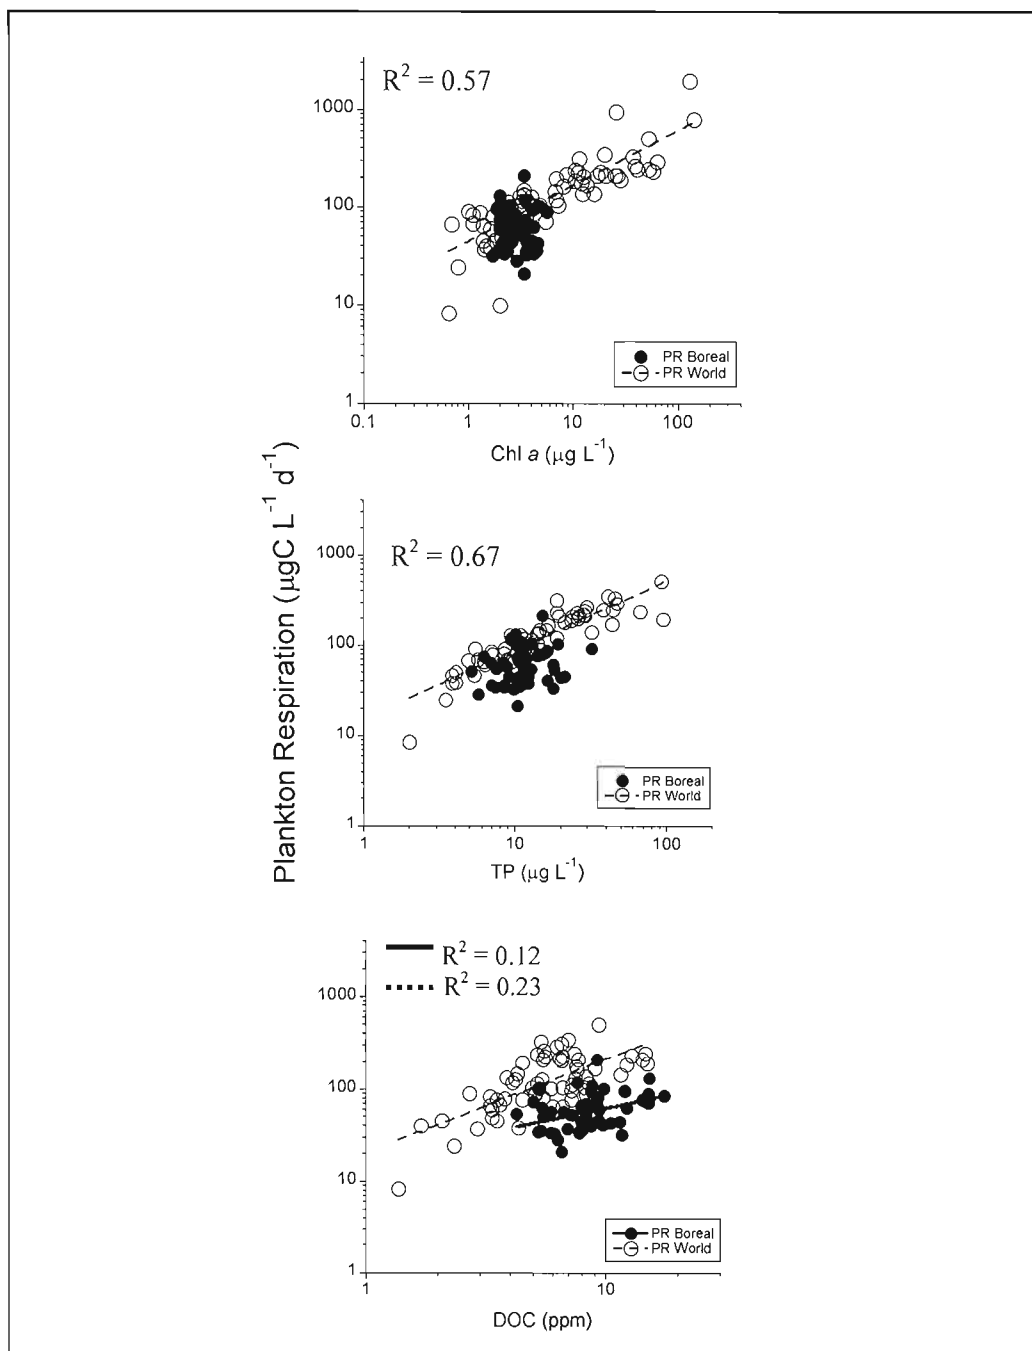 R² = 0.57
1000
100
10
1
0.1
1
10
100
PR Boreal
PR World
Chl a (μg L⁻¹)
Plankton Respiration (μgC L⁻¹ d⁻¹)
R² = 0.67
1000
100
10
1
1
10
100
PR Boreal
PR World
TP (μg L⁻¹)
R² = 0.12
R² = 0.23
1000
100
10
1
1
10
PR Boreal
PR World
DOC (ppm)